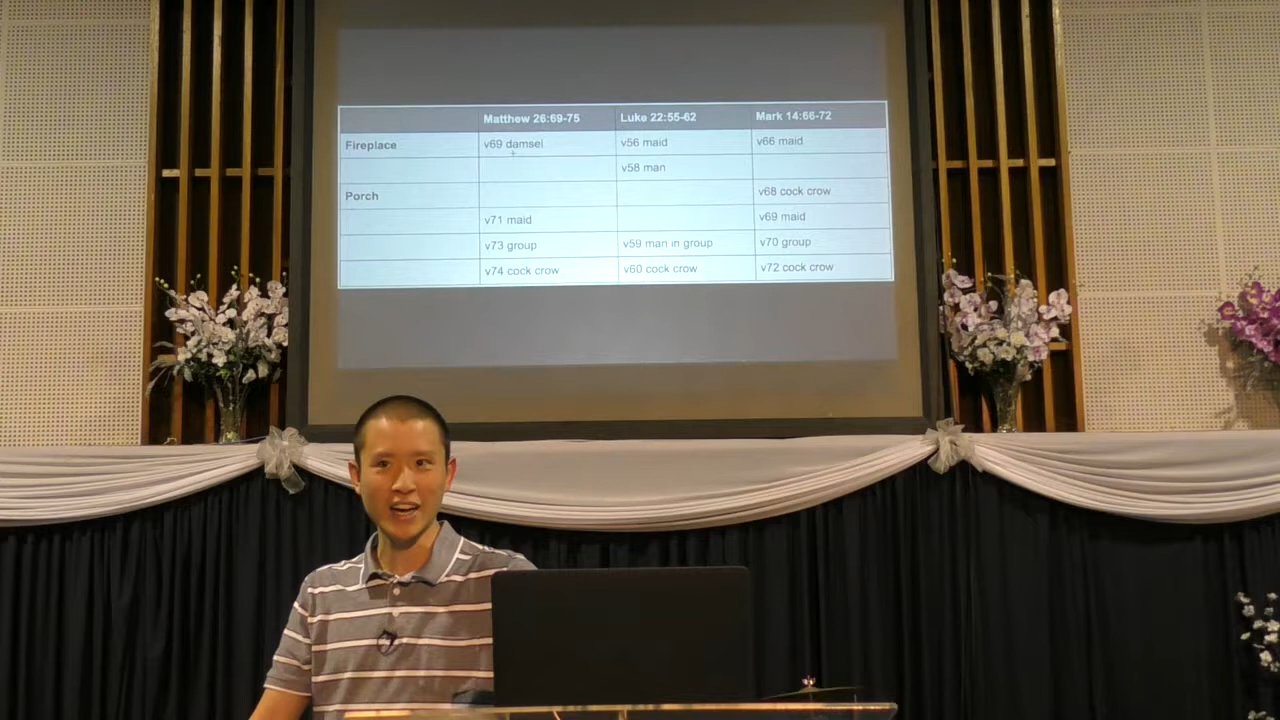 Matthew 26:69-75 Luke 22:55-62 Mark 14:66-72
Fireplace v69 damsel v56 maid v66 maid
v58 man
Porch v68 cock crow
v71 maid v69 maid
v73 group v59 man in group v70 group
v74 cock crow v60 cock crow v72 cock crow